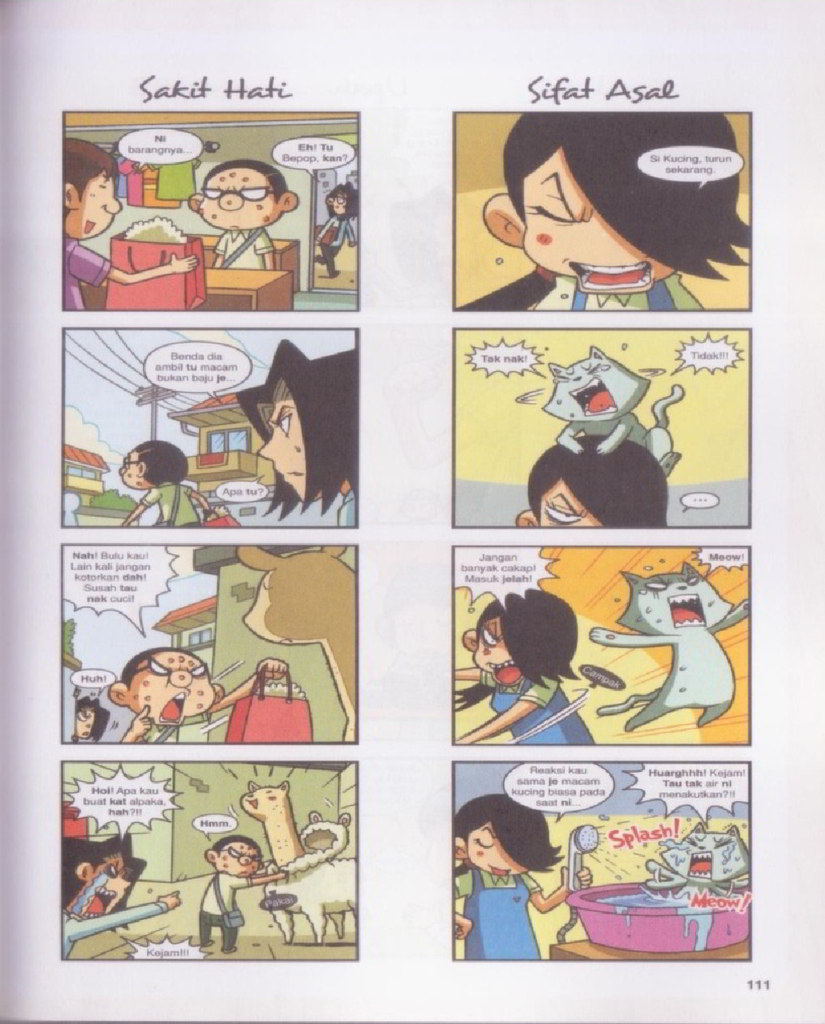 Sakit Hati
Ni
barangnya...
Eh! Tu
Bepop, kan?
Benda dia
ambil tu macam
bukan baju je...
Apa tu?
Nah! Bulu kau!
Lain kali jangan
kotorkan dah!
Susah tau
nak cuci!
Huh!
Hoi! Apa kau
buat kat alpaka,
hah?!!
Hmm.
Pakai
Kejam!!!
Sifat Asal
Si Kucing, turun
sekarang.
Tak nak!
Tidak!!!
...
Jangan
banyak cakap!
Masuk jelah!
Meow!
Campak
Reaksi kau
sama je macam
kucing biasa pada
saat ni...
Huarghhh! Kejam!
Tau tak air ni
menakutkan?!!
Splash!
Meow!
111